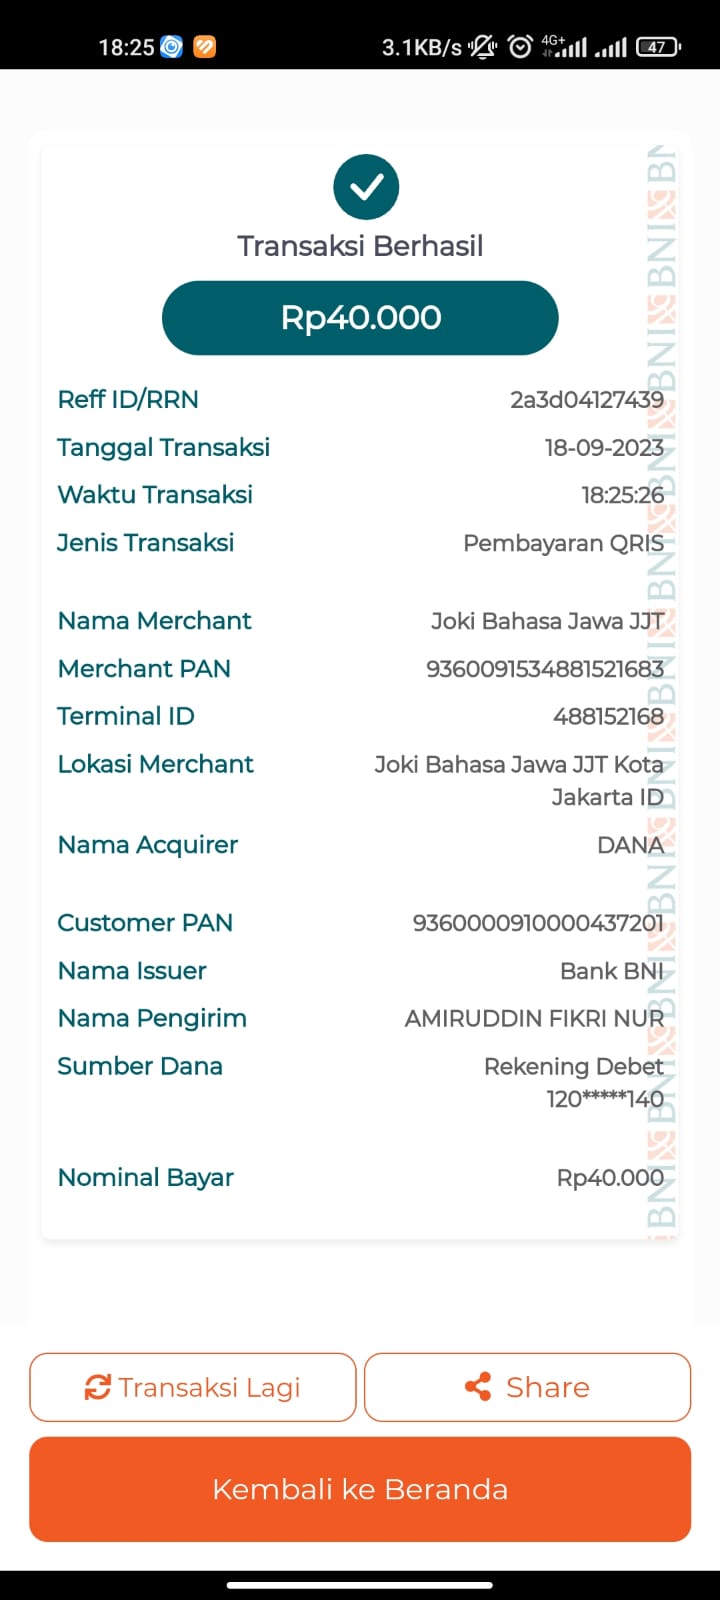 18:25 3.1KB/s 4G+ 47
Transaksi Berhasil
Rp40.000
Reff ID/RRN 2a3d04127439
Tanggal Transaksi 18-09-2023
Waktu Transaksi 18:25:26
Jenis Transaksi Pembayaran QRIS
Nama Merchant Joki Bahasa Jawa JJT
Merchant PAN 9360091534881521683
Terminal ID 488152168
Lokasi Merchant Joki Bahasa Jawa JJT Kota
Jakarta ID
Nama Acquirer DANA
Customer PAN 9360000910000437201
Nama Issuer Bank BNI
Nama Pengirim AMIRUDDIN FIKRI NUR
Sumber Dana Rekening Debet
120*****140
Nominal Bayar Rp40.000
BNI BNI BNI BNI BNI BNI BNI BNI BNI BNI BN
Transaksi Lagi Share
Kembali ke Beranda